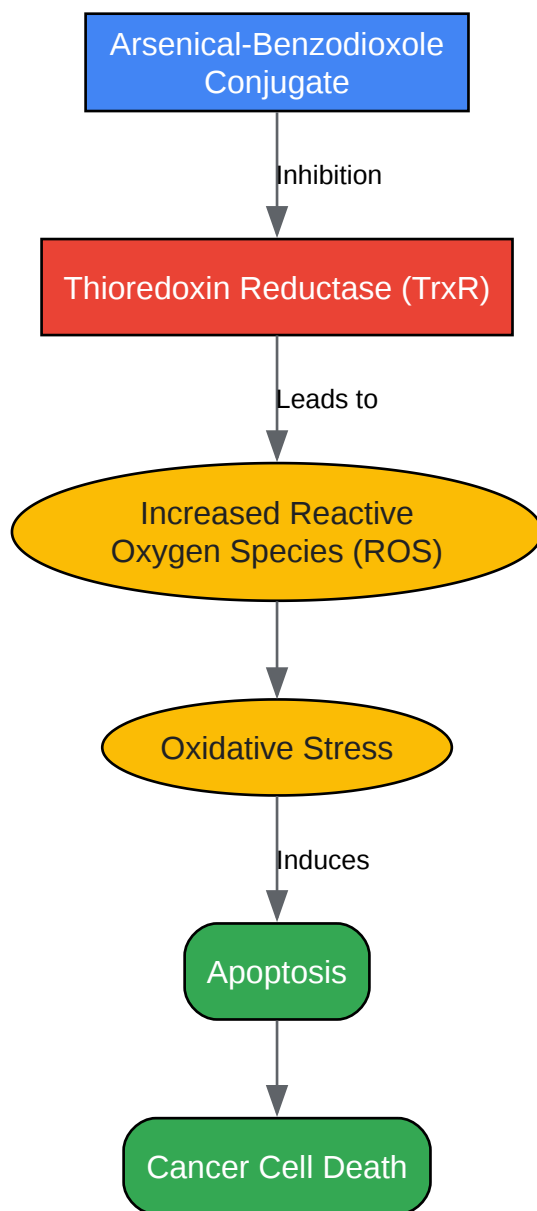 Arsenical-Benzodioxole
Conjugate
Inhibition
Thioredoxin Reductase (TrxR)
Leads to
Increased Reactive
Oxygen Species (ROS)
Oxidative Stress
Induces
Apoptosis
Cancer Cell Death